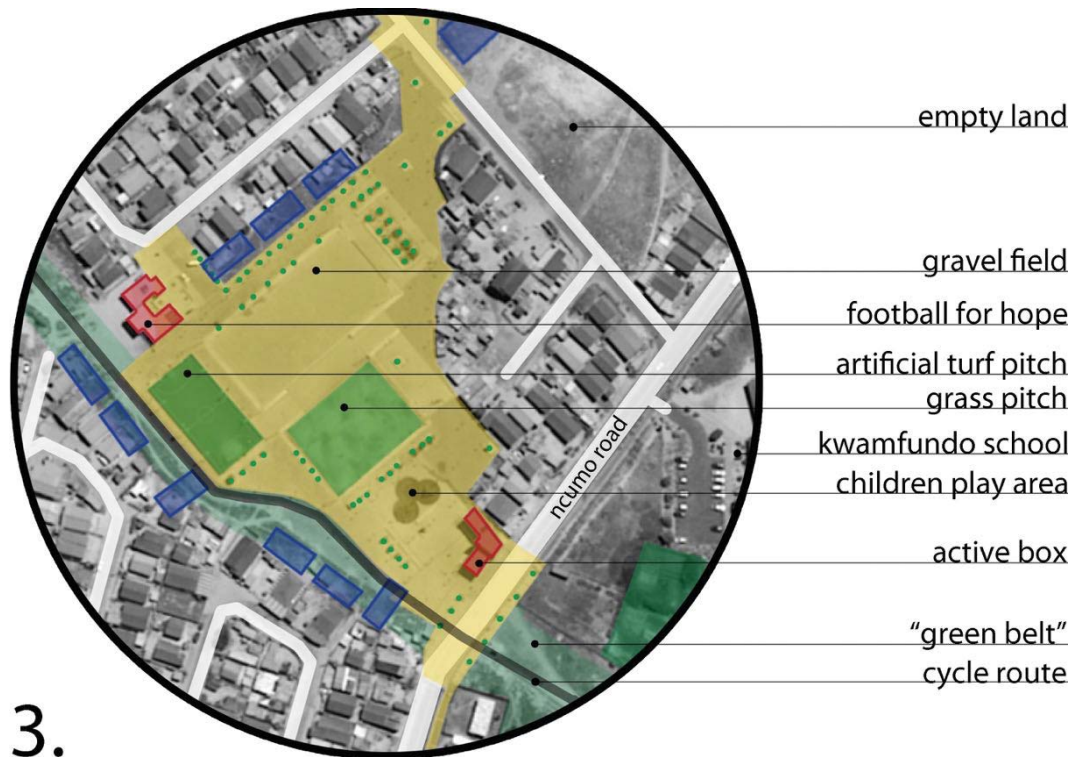 empty land
gravel field
football for hope
artificial turf pitch
grass pitch
kwamfundo school
children play area
active box
"green belt"
cycle route
ncumo road
3.